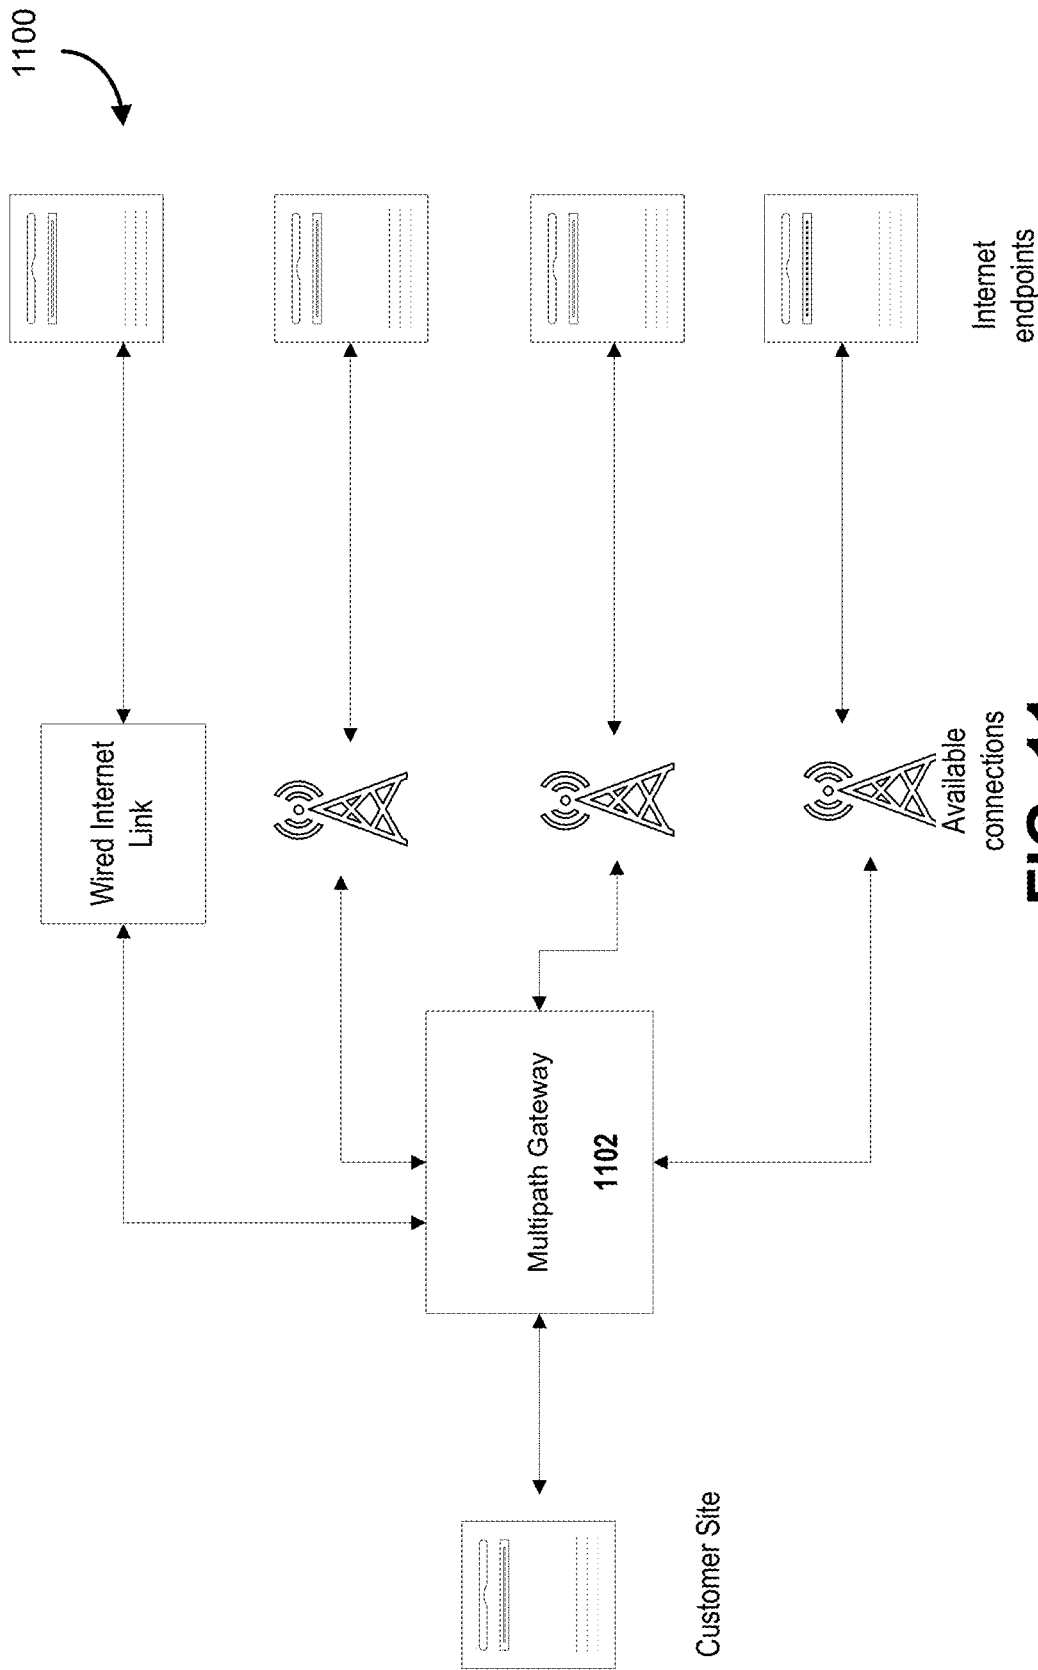 1100
Wired Internet
Link
Multipath Gateway
1102
Customer Site
Available
connections
Internet
endpoints